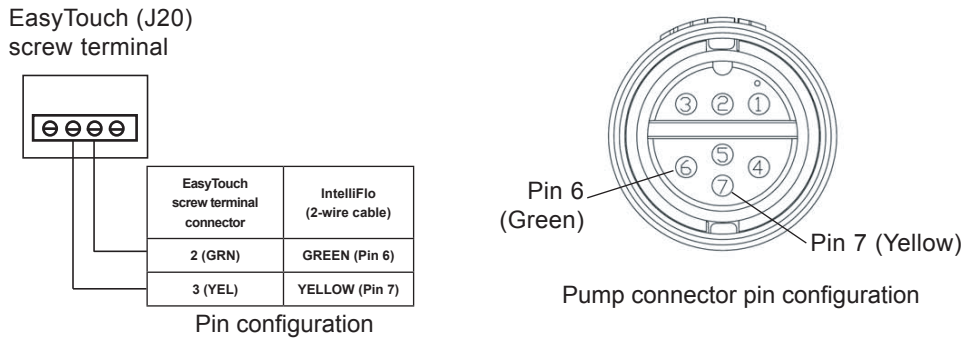 EasyTouch (J20)
screw terminal
EasyTouch
screw terminal
connector
IntelliFlo
(2-wire cable)
2 (GRN)
GREEN (Pin 6)
3 (YEL)
YELLOW (Pin 7)
Pin configuration
3 2 1
5
6 4
7
Pin 6
(Green)
Pin 7 (Yellow)
Pump connector pin configuration